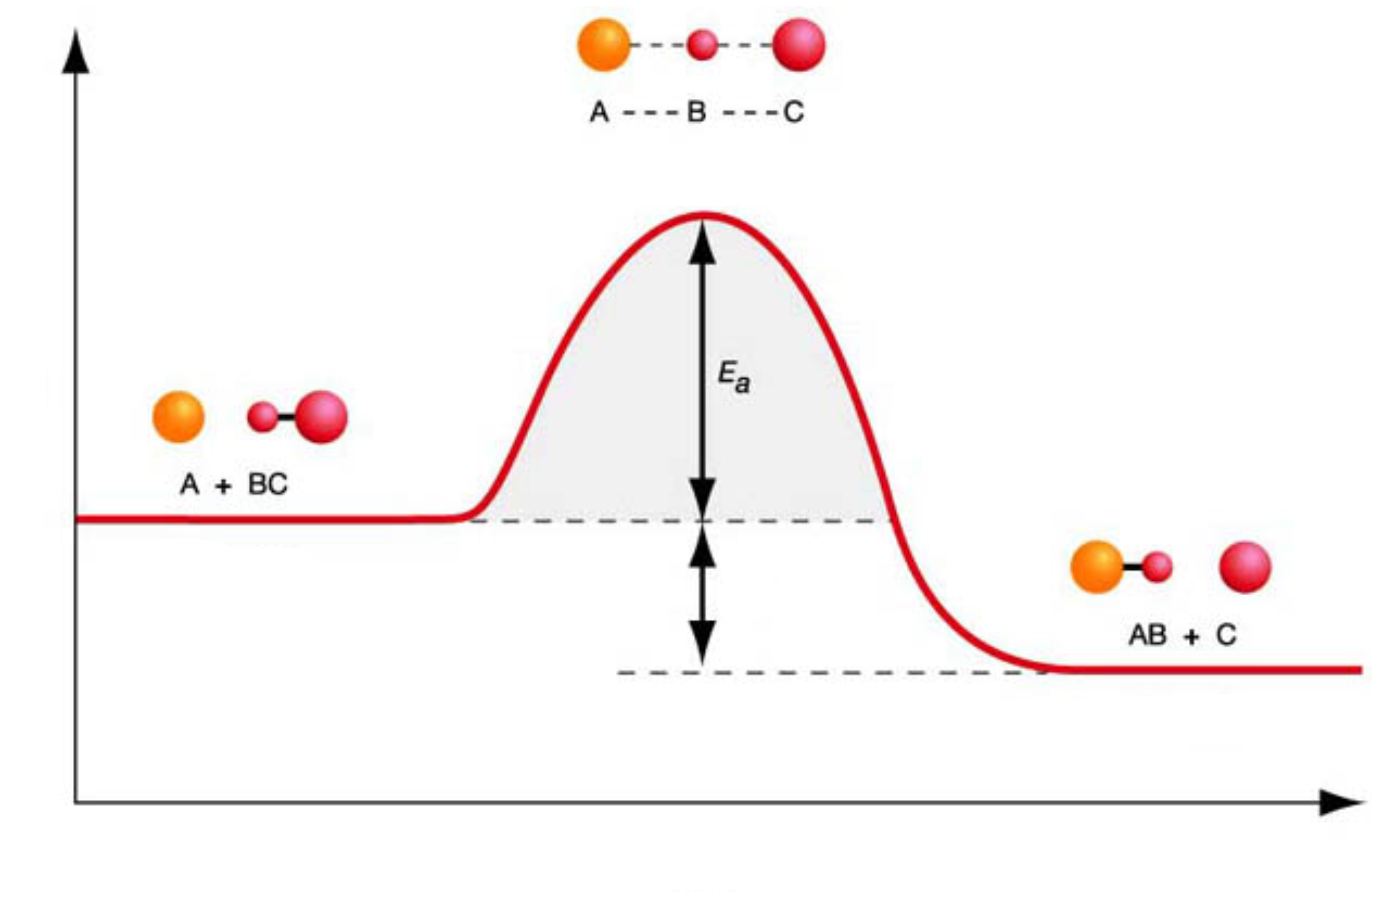 A ---B ---C
Ea
A + BC
AB + C